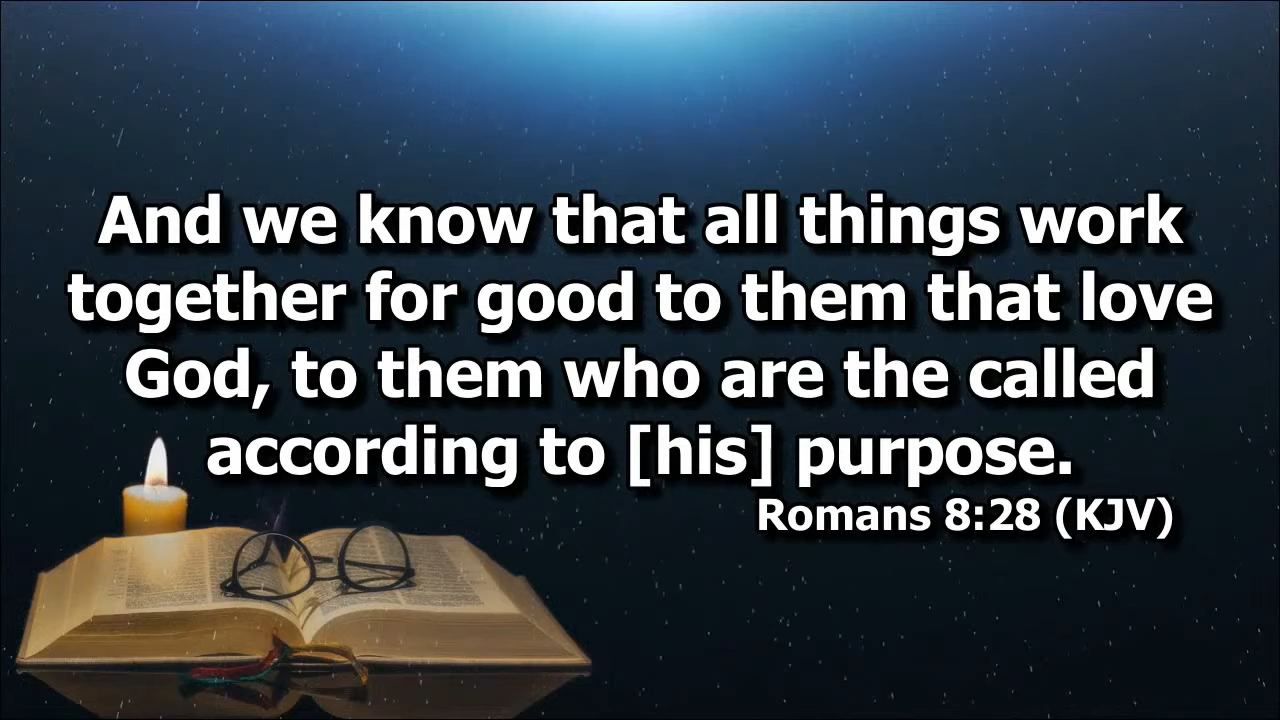 And we know that all things work
together for good to them that love
God, to them who are the called
according to [his] purpose.
Romans 8:28 (KJV)